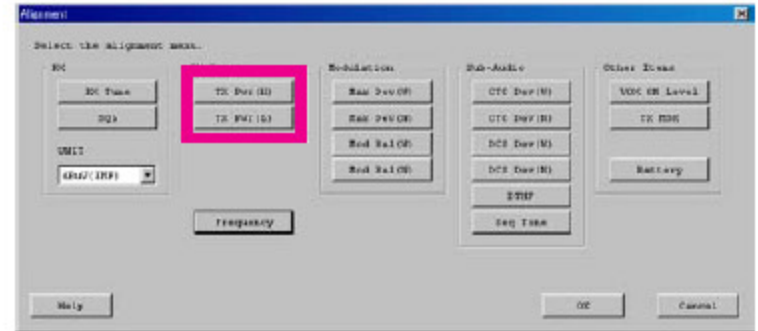 Alignment
Select the alignment menu.
RX
RX Tune
SQL
UNIT
TX Pwr(H)
TX Pwr(L)
Frequency
Modulation
Max Dev(W)
Max Dev(N)
Mod Bal(W)
Mod Bal(N)
Sub-Audio
CTC Dev(W)
CTC Dev(N)
DCS Dev(W)
DCS Dev(N)
DTMF
Seq Tone
Other Items
VOX ON Level
Battery
Help
OK
Cancel